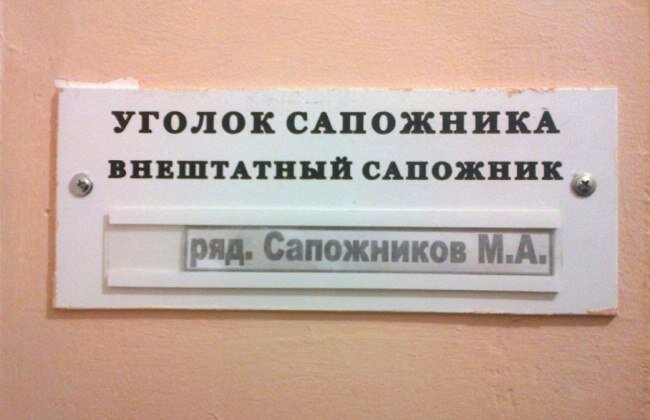 УГОЛОК САПОЖНИКА
ВНЕШТАТНЫЙ САПОЖНИК
ряд. Сапожников М.А.